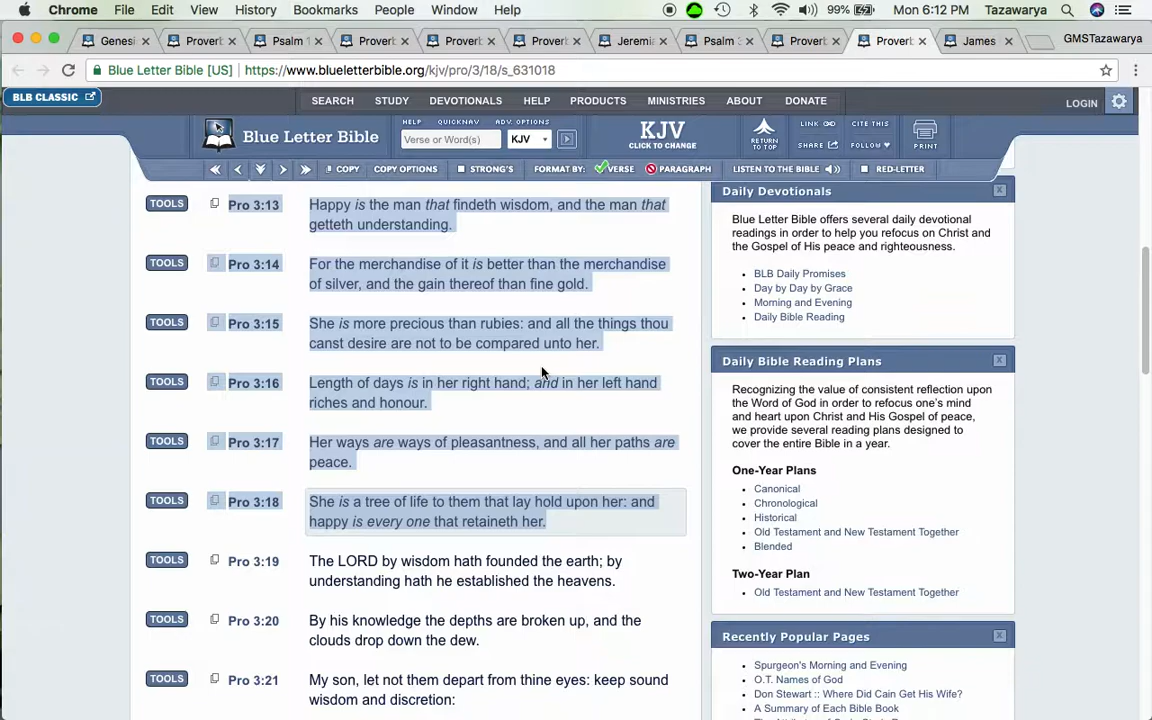 Chrome File Edit View History Bookmarks People Window Help 99% Mon 6:12 PM Tazawarya
Genesi Proverb Psalm 1 Proverb Proverb Proverb Jeremia Psalm 3 Proverb Proverb James GMSTazawarya
Blue Letter Bible [US] https://www.blueletterbible.org/kjv/pro/3/18/s_631018
BLB CLASSIC
SEARCH STUDY DEVOTIONALS HELP PRODUCTS MINISTRIES ABOUT DONATE LOGIN
Blue Letter Bible
HELP QUICKNAV ADV. OPTIONS
Verse or Word(s) KJV
KJV
CLICK TO CHANGE
RETURN TO TOP
LINK
SHARE
CITE THIS
FOLLOW
PRINT
COPY COPY OPTIONS STRONG'S FORMAT BY: VERSE PARAGRAPH LISTEN TO THE BIBLE RED-LETTER
TOOLS Pro 3:13 Happy is the man that findeth wisdom, and the man that
getteth understanding.
TOOLS Pro 3:14 For the merchandise of it is better than the merchandise
of silver, and the gain thereof than fine gold.
TOOLS Pro 3:15 She is more precious than rubies: and all the things thou
canst desire are not to be compared unto her.
TOOLS Pro 3:16 Length of days is in her right hand; and in her left hand
riches and honour.
TOOLS Pro 3:17 Her ways are ways of pleasantness, and all her paths are
peace.
TOOLS Pro 3:18 She is a tree of life to them that lay hold upon her: and
happy is every one that retaineth her.
TOOLS Pro 3:19 The LORD by wisdom hath founded the earth; by
understanding hath he established the heavens.
TOOLS Pro 3:20 By his knowledge the depths are broken up, and the
clouds drop down the dew.
TOOLS Pro 3:21 My son, let not them depart from thine eyes: keep sound
wisdom and discretion:
Daily Devotionals
Blue Letter Bible offers several daily devotional
readings in order to help you refocus on Christ and
the Gospel of His peace and righteousness.
BLB Daily Promises
Day by Day by Grace
Morning and Evening
Daily Bible Reading
Daily Bible Reading Plans
Recognizing the value of consistent reflection upon
the Word of God in order to refocus one's mind
and heart upon Christ and His Gospel of peace,
we provide several reading plans designed to
cover the entire Bible in a year.
One-Year Plans
Canonical
Chronological
Historical
Old Testament and New Testament Together
Blended
Two-Year Plan
Old Testament and New Testament Together
Recently Popular Pages
Spurgeon's Morning and Evening
O.T. Names of God
Don Stewart :: Where Did Cain Get His Wife?
A Summary of Each Bible Book